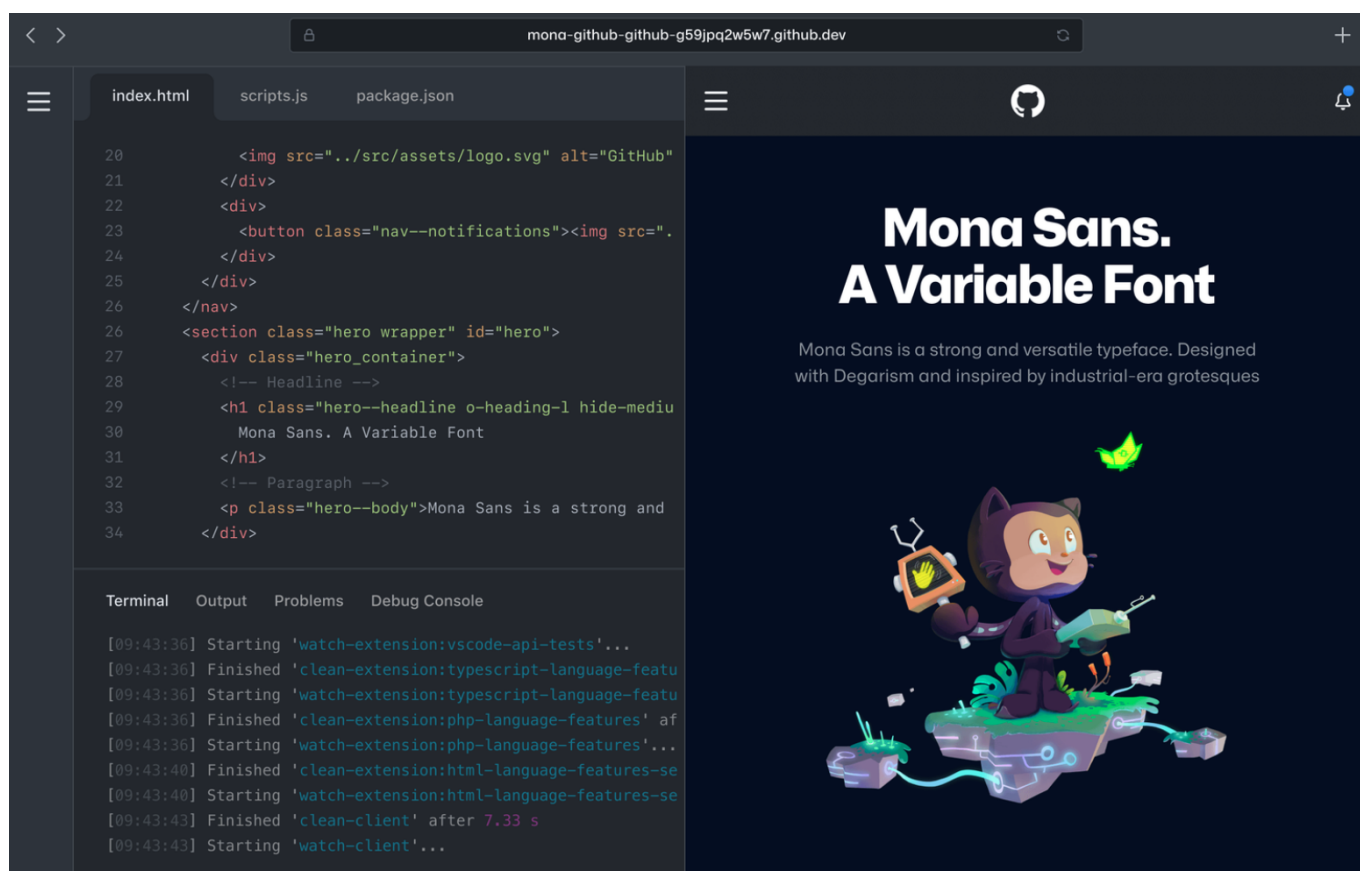 mona-github-github-g59jpq2w5w7.github.dev
index.html scripts.js package.json
20 <img src="../src/assets/logo.svg" alt="GitHub"
21 </div>
22 <div>
23 <button class="nav--notifications"><img src=".
24 </div>
25 </div>
26 </nav>
26 <section class="hero wrapper" id="hero">
27 <div class="hero_container">
28 <!-- Headline -->
29 <h1 class="hero--headline o-heading-l hide-mediu
30 Mona Sans. A Variable Font
31 </h1>
32 <!-- Paragraph -->
33 <p class="hero--body">Mona Sans is a strong and
34 </div>
Terminal Output Problems Debug Console
[09:43:36] Starting 'watch-extension:vscode-api-tests'...
[09:43:36] Finished 'clean-extension:typescript-language-featu
[09:43:36] Starting 'watch-extension:typescript-language-featu
[09:43:36] Finished 'clean-extension:php-language-features' af
[09:43:36] Starting 'watch-extension:php-language-features'...
[09:43:40] Finished 'clean-extension:html-language-features-se
[09:43:40] Starting 'watch-extension:html-language-features-se
[09:43:43] Finished 'clean-client' after 7.33 s
[09:43:43] Starting 'watch-client'...
Mona Sans.
A Variable Font
Mona Sans is a strong and versatile typeface. Designed
with Degarism and inspired by industrial-era grotesques